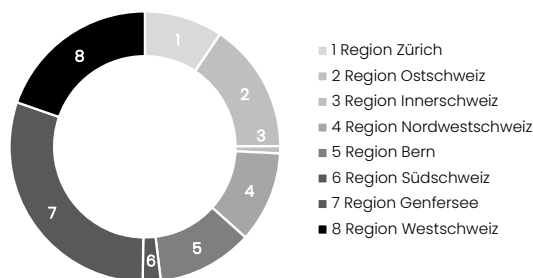 1
2
3
4
5
6
7
8
1 Region Zürich
2 Region Ostschweiz
3 Region Innerschweiz
4 Region Nordwestschweiz
5 Region Bern
6 Region Südschweiz
7 Region Genfersee
8 Region Westschweiz